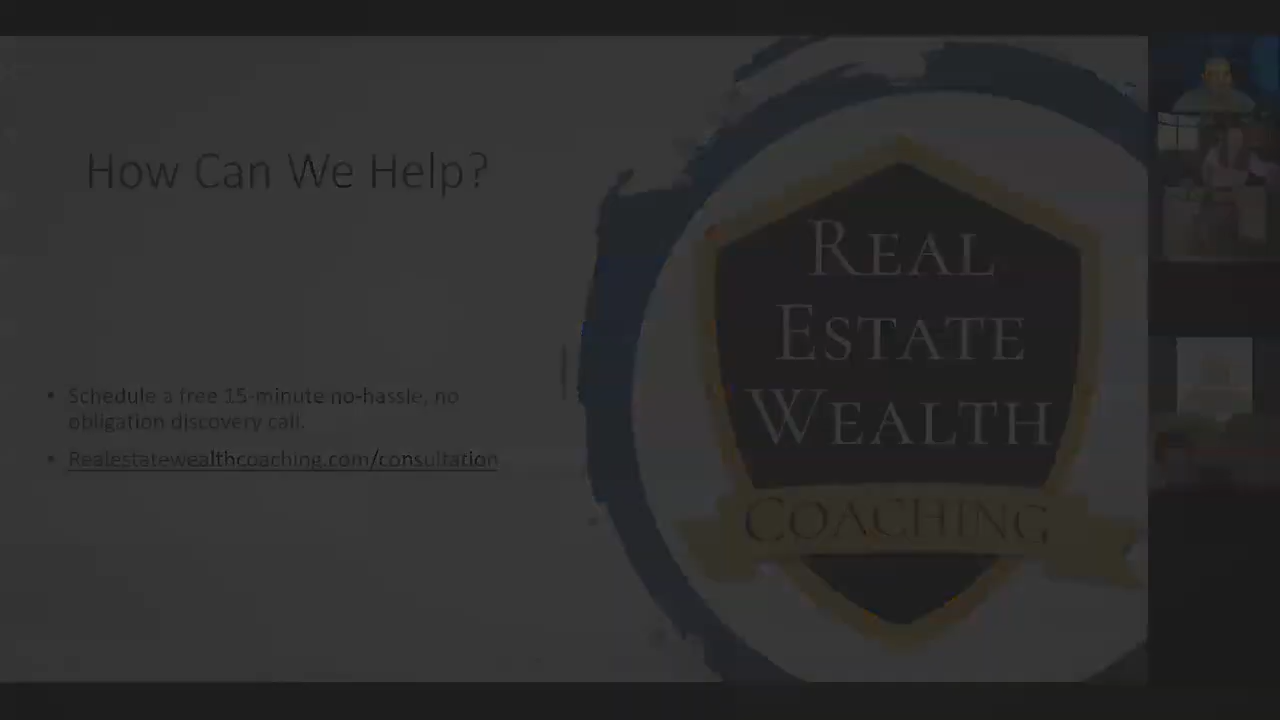 How Can We Help?
• Schedule a free 15-minute no-hassle, no
obligation discovery call.
• Realestatewealthcoaching.com/consultation
REAL
ESTATE
WEALTH
COACHING